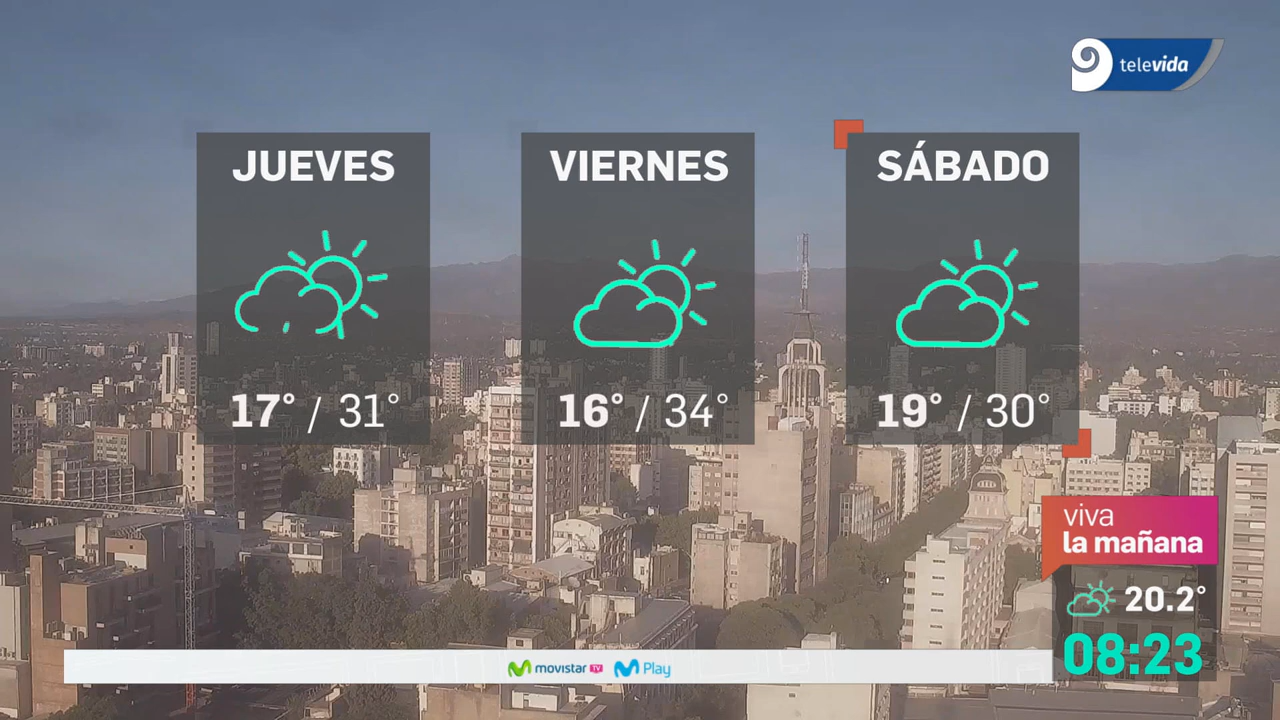 9 televida
JUEVES
17° / 31°
VIERNES
16° / 34°
SÁBADO
19° / 30°
viva
la mañana
20.2°
08:23
movistar TV Play